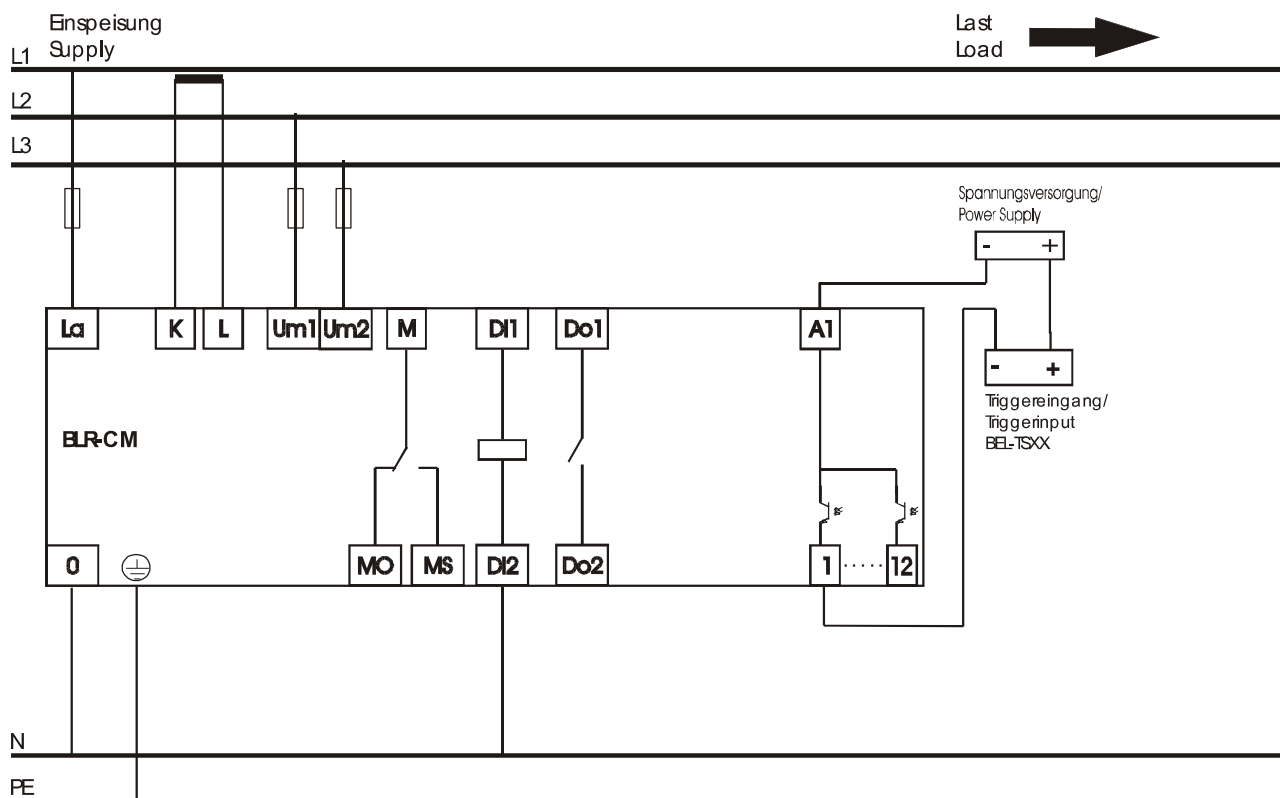 Einspeisung
Supply
Last
Load
L1
L2
L3
Spannungsversorgung/
Power Supply
- +
La K L Um1 Um2 M DI1 Do1 A1
- +
Triggereingang/
Triggerinput
BEL-TSXX
BLR-CM
0 MO MS DI2 Do2 1 ..... 12
N
PE